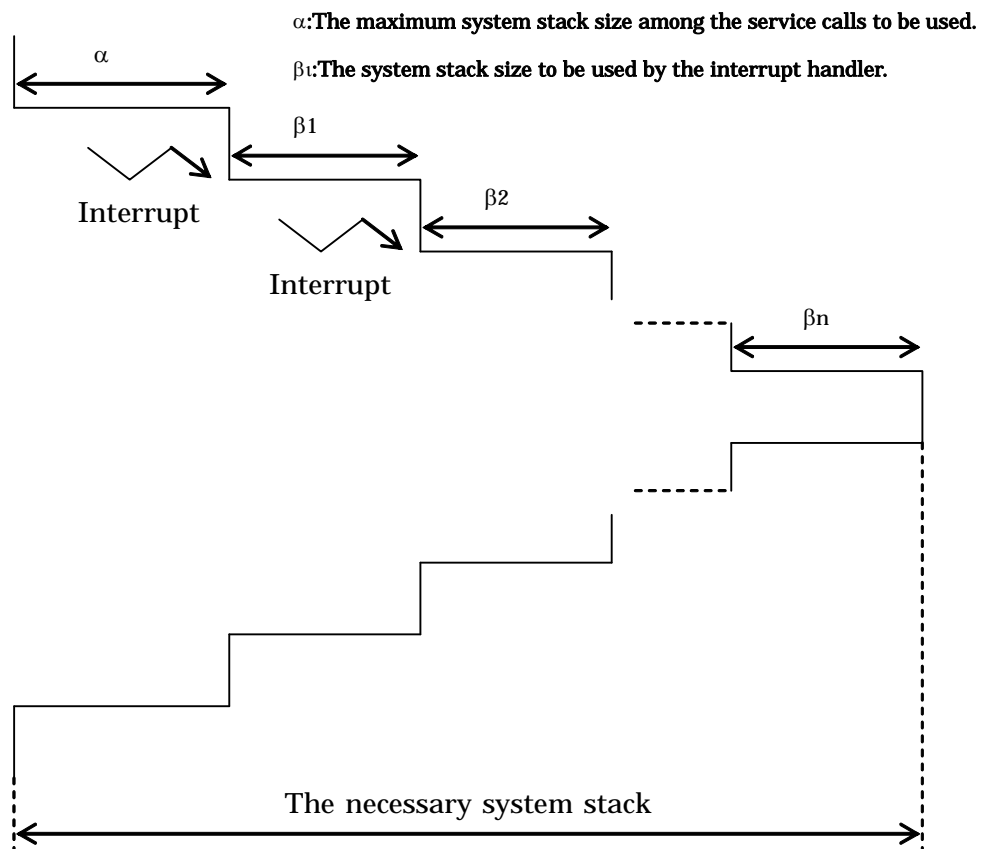 α:The maximum system stack size among the service calls to be used.
α
βι:The system stack size to be used by the interrupt handler.
β1
Interrupt
β2
Interrupt
βn
The necessary system stack